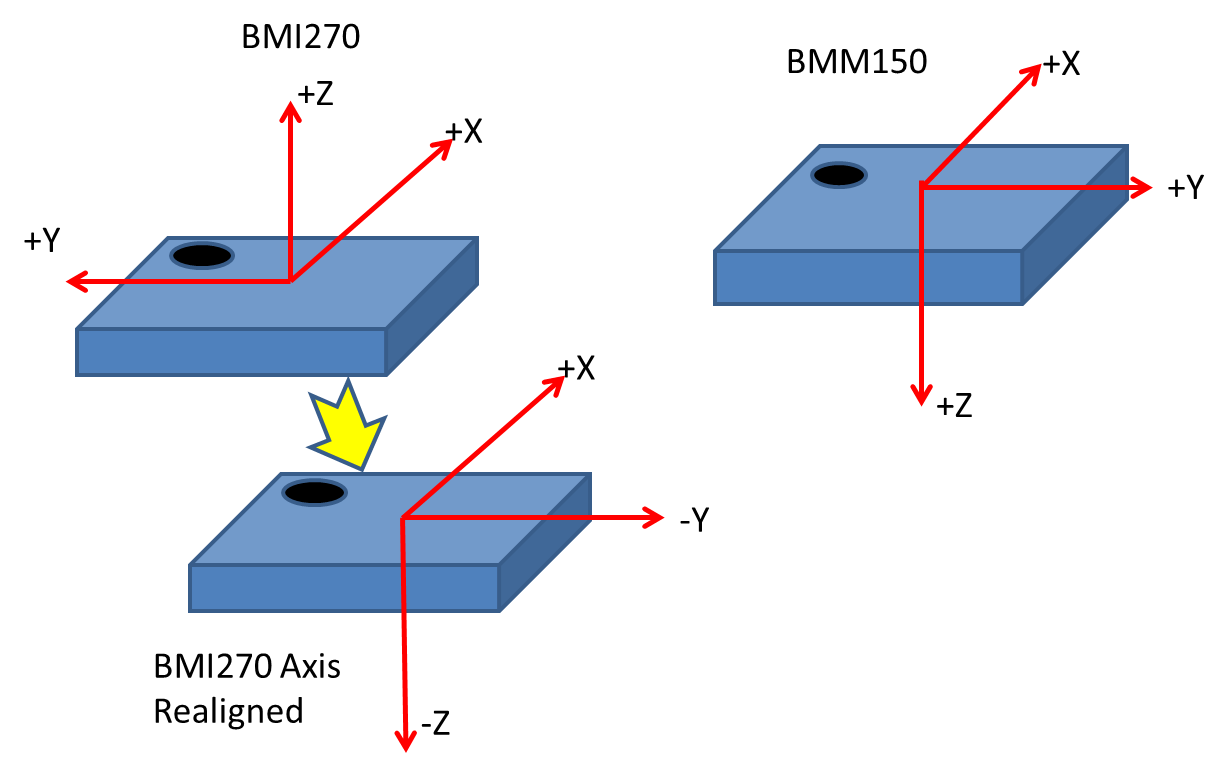 BMI270
+Z
+X
+Y
BMM150
+X
+Y
+Z
+X
-Y
-Z
BMI270 Axis
Realigned